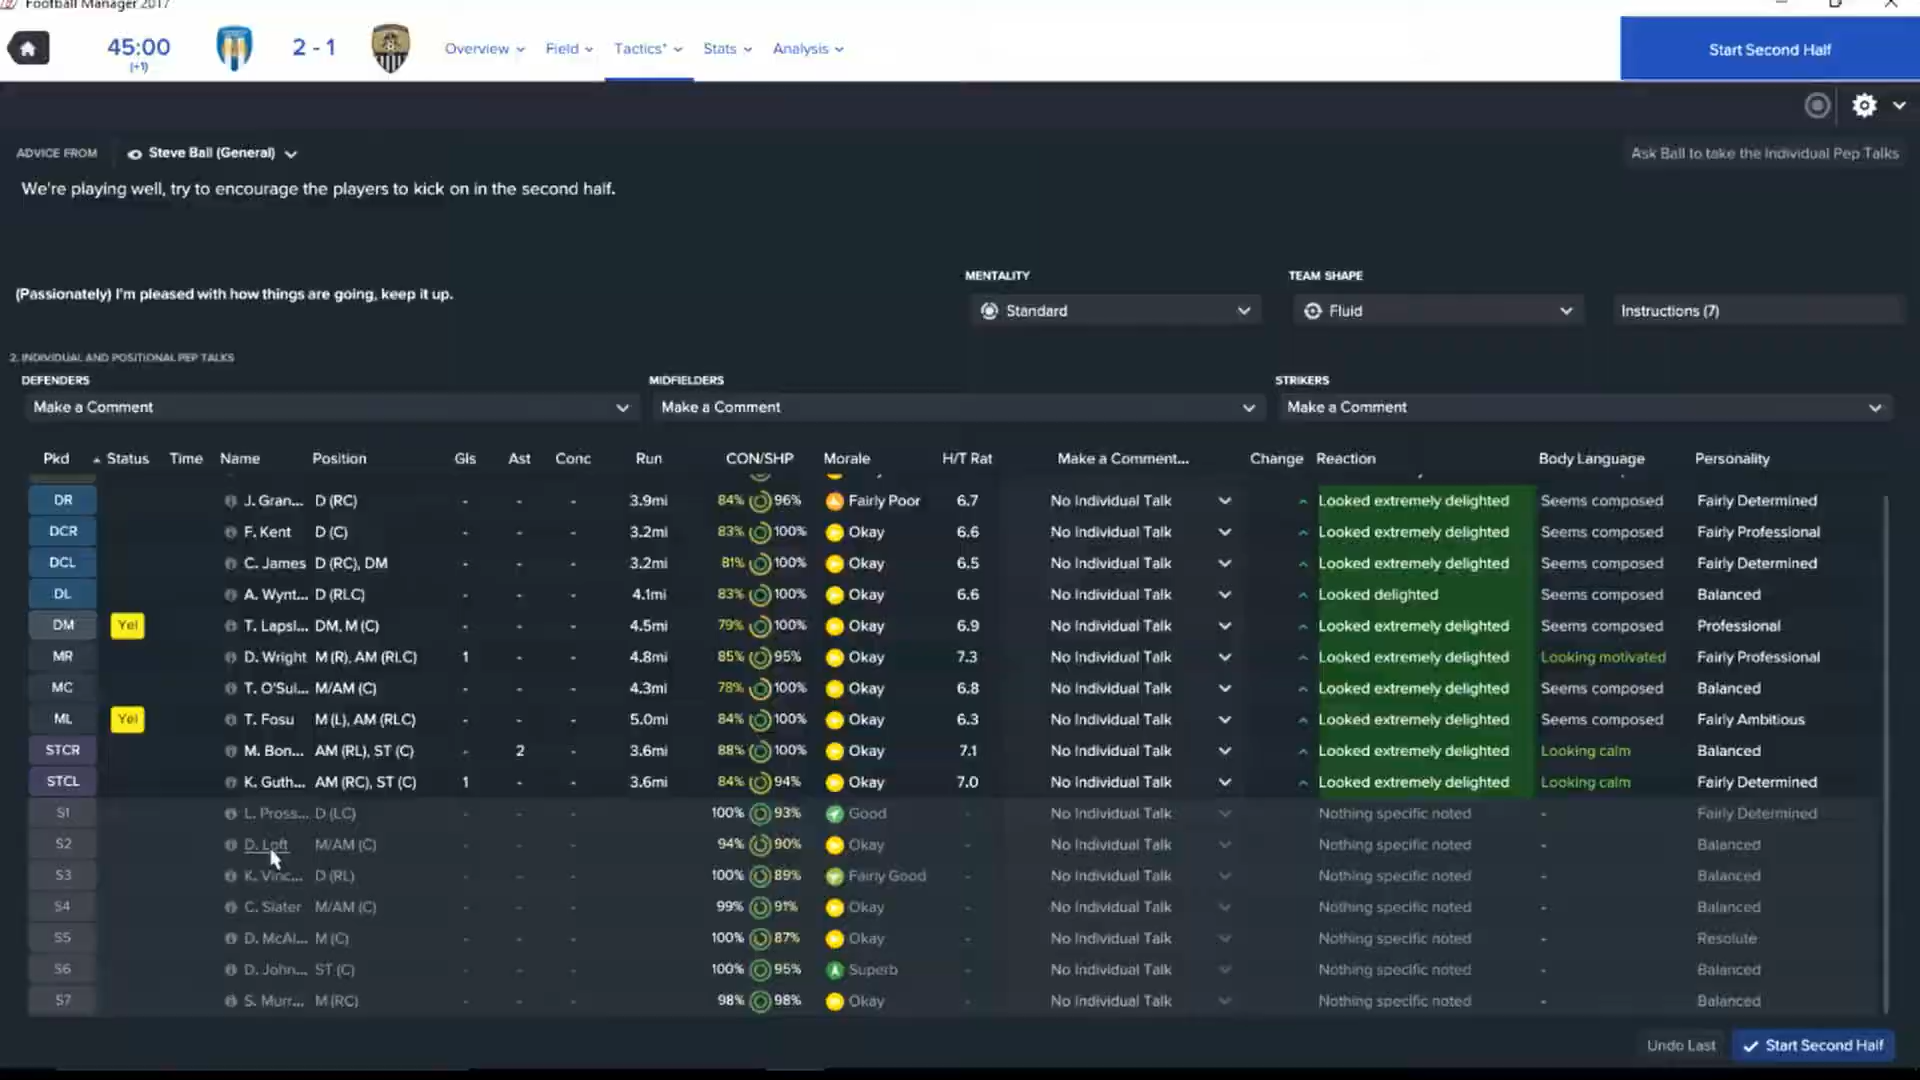 Football Manager 2017
45:00
(+1)
2 - 1
Overview
Field
Tactics*
Stats
Analysis
Start Second Half
ADVICE FROM
Steve Ball (General)
Ask Ball to take the Individual Pep Talks
We're playing well, try to encourage the players to kick on in the second half.
MENTALITY
TEAM SHAPE
(Passionately) I'm pleased with how things are going, keep it up.
Standard
Fluid
Instructions (7)
2. INDIVIDUAL AND POSITIONAL PEP TALKS
DEFENDERS
MIDFIELDERS
STRIKERS
Make a Comment
Make a Comment
Make a Comment
Pkd Status Time Name Position Gls Ast Conc Run CON/SHP Morale H/T Rat Make a Comment... Change Reaction Body Language Personality
DR J. Gran... D (RC) - - - 3.9mi 84% 96% Fairly Poor 6.7 No Individual Talk Looked extremely delighted Seems composed Fairly Determined
DCR F. Kent D (C) - - - 3.2mi 83% 100% Okay 6.6 No Individual Talk Looked extremely delighted Seems composed Fairly Professional
DCL C. James D (RC), DM - - - 3.2mi 81% 100% Okay 6.5 No Individual Talk Looked extremely delighted Seems composed Fairly Determined
DL A. Wynt... D (RLC) - - - 4.1mi 83% 100% Okay 6.6 No Individual Talk Looked delighted Seems composed Balanced
DM Yel T. Lapsl... DM, M (C) - - - 4.5mi 79% 100% Okay 6.9 No Individual Talk Looked extremely delighted Seems composed Professional
MR D. Wright M (R), AM (RLC) 1 - - 4.8mi 85% 95% Okay 7.3 No Individual Talk Looked extremely delighted Looking motivated Fairly Professional
MC T. O'Sul... M/AM (C) - - - 4.3mi 78% 100% Okay 6.8 No Individual Talk Looked extremely delighted Seems composed Balanced
ML Yel T. Fosu M (L), AM (RLC) - - - 5.0mi 84% 100% Okay 6.3 No Individual Talk Looked extremely delighted Seems composed Fairly Ambitious
STCR M. Bon... AM (RL), ST (C) - 2 - 3.6mi 88% 100% Okay 7.1 No Individual Talk Looked extremely delighted Looking calm Balanced
STCL K. Guth... AM (RC), ST (C) 1 - - 3.6mi 84% 94% Okay 7.0 No Individual Talk Looked extremely delighted Looking calm Fairly Determined
S1 L. Pross... D (LC) - - - 100% 93% Good - No Individual Talk Nothing specific noted - Fairly Determined
S2 D. Loft M/AM (C) - - - 94% 90% Okay - No Individual Talk Nothing specific noted - Balanced
S3 K. Vinc... D (RL) - - - 100% 89% Fairly Good - No Individual Talk Nothing specific noted - Balanced
S4 C. Slater M/AM (C) - - - 99% 91% Okay - No Individual Talk Nothing specific noted - Balanced
S5 D. McAl... M (C) - - - 100% 87% Okay - No Individual Talk Nothing specific noted - Resolute
S6 D. John... ST (C) - - - 100% 95% Superb - No Individual Talk Nothing specific noted - Balanced
S7 S. Murr... M (RC) - - - 98% 98% Okay - No Individual Talk Nothing specific noted - Balanced
Undo Last
Start Second Half